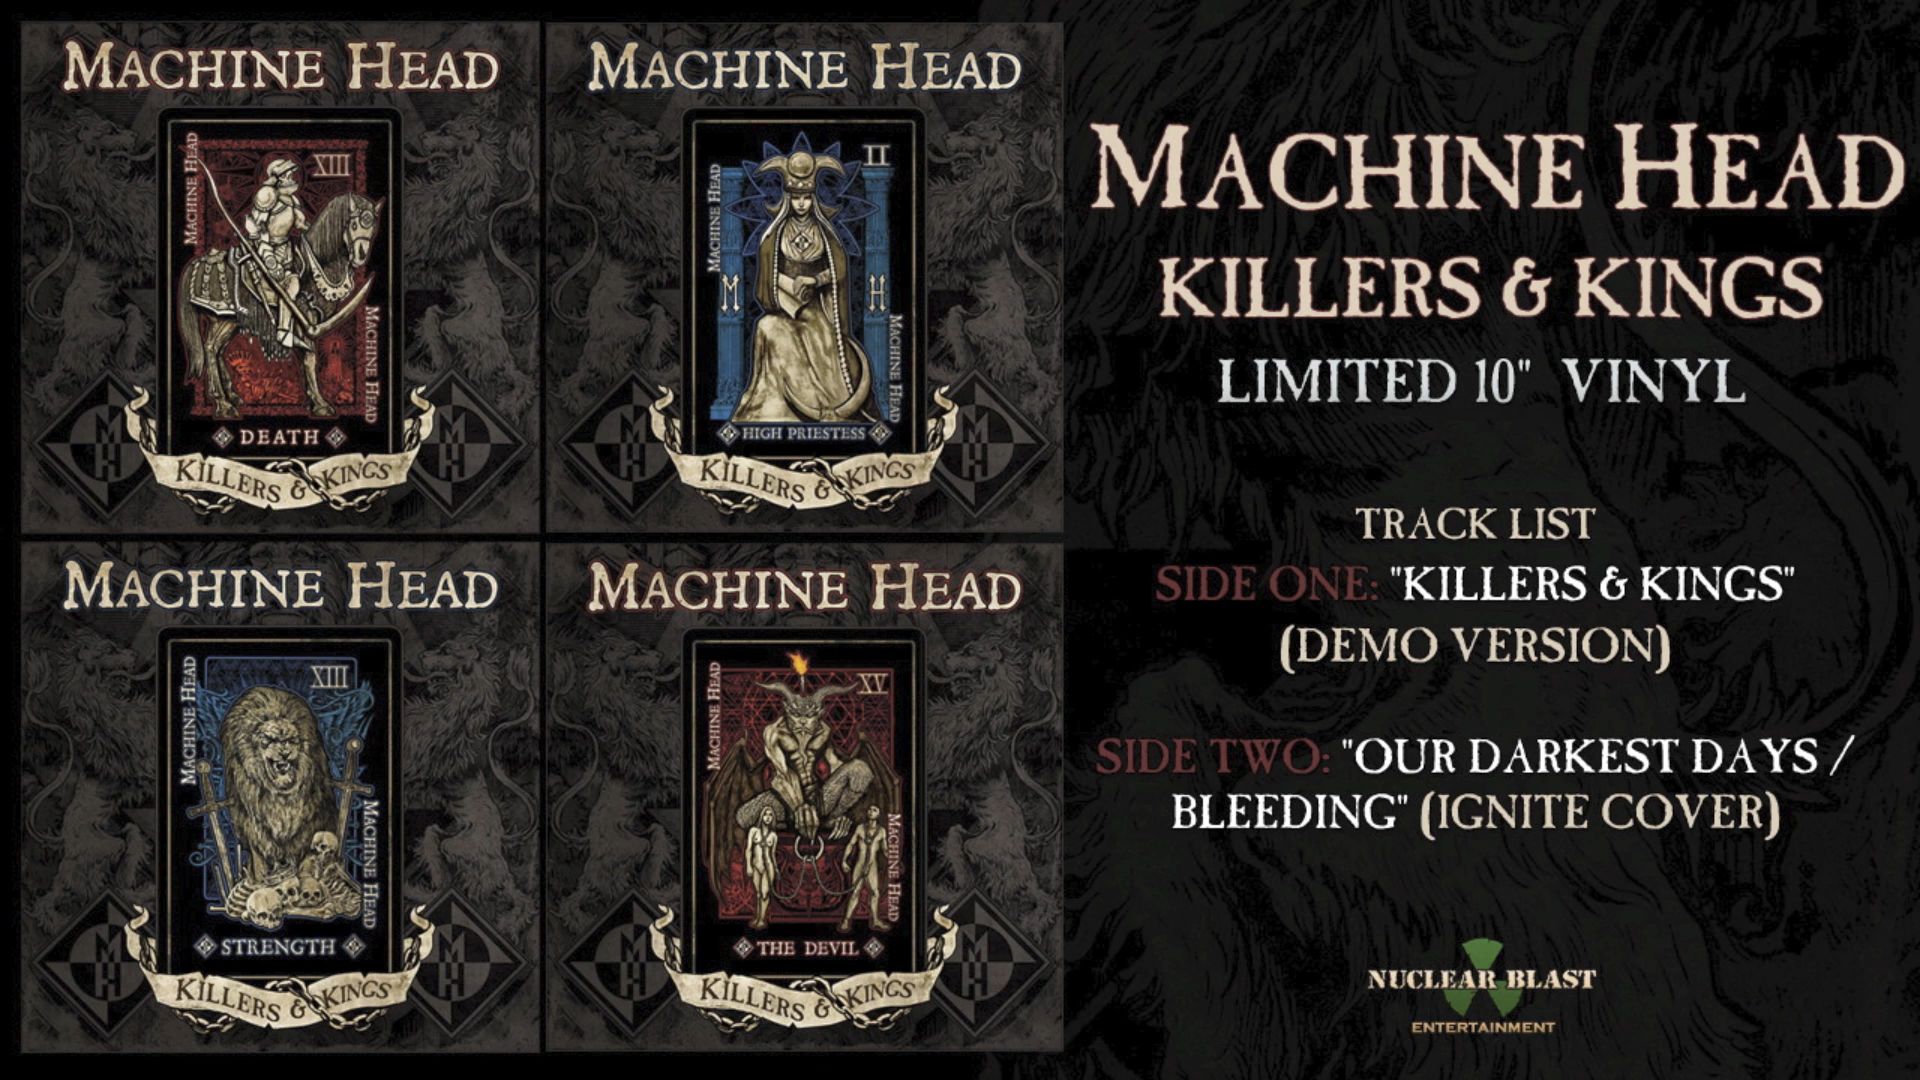 MACHINE HEAD
MACHINE HEAD
XIII
MACHINE HEAD
DEATH
KILLERS & KINGS
MACHINE HEAD
MACHINE HEAD
II
M H
MACHINE HEAD
HIGH PRIESTESS
KILLERS & KINGS
MACHINE HEAD
MACHINE HEAD
XIII
MACHINE HEAD
STRENGTH
KILLERS & KINGS
MACHINE HEAD
MACHINE HEAD
XV
MACHINE HEAD
THE DEVIL
KILLERS & KINGS
MACHINE HEAD
KILLERS & KINGS
LIMITED 10" VINYL
TRACK LIST
SIDE ONE: "KILLERS & KINGS"
(DEMO VERSION)
SIDE TWO: "OUR DARKEST DAYS /
BLEEDING" (IGNITE COVER)
NUCLEAR BLAST
ENTERTAINMENT